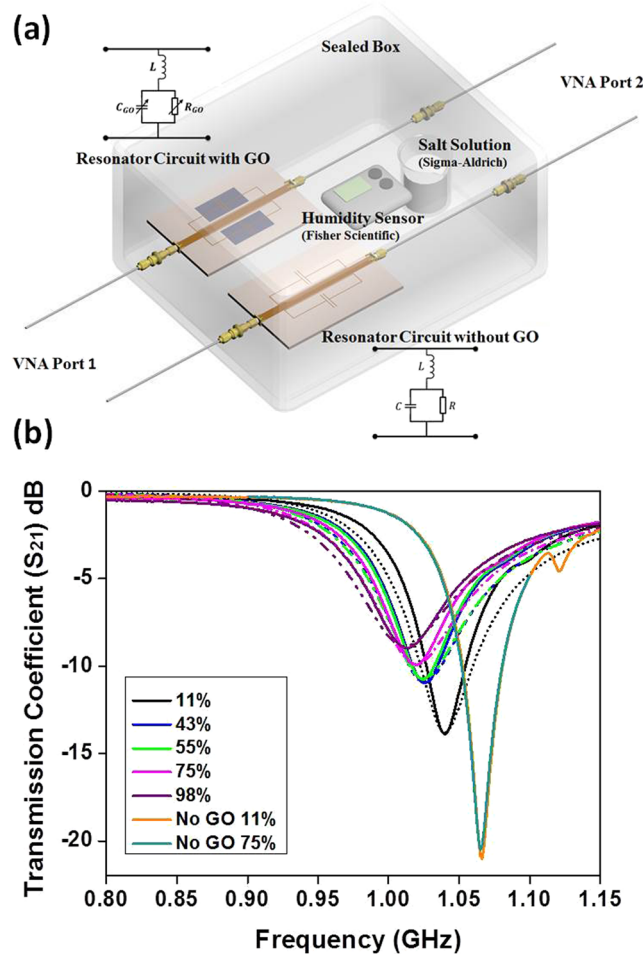 (a)
Sealed Box
VNA Port 2
L
C_GO
R_GO
Resonator Circuit with GO
Salt Solution
(Sigma-Aldrich)
Humidity Sensor
(Fisher Scientific)
VNA Port 1
Resonator Circuit without GO
L
C
R
(b)
Transmission Coefficient (S₂₁) dB
0
-5
-10
-15
-20
11%
43%
55%
75%
98%
No GO 11%
No GO 75%
0.80 0.85 0.90 0.95 1.00 1.05 1.10 1.15
Frequency (GHz)